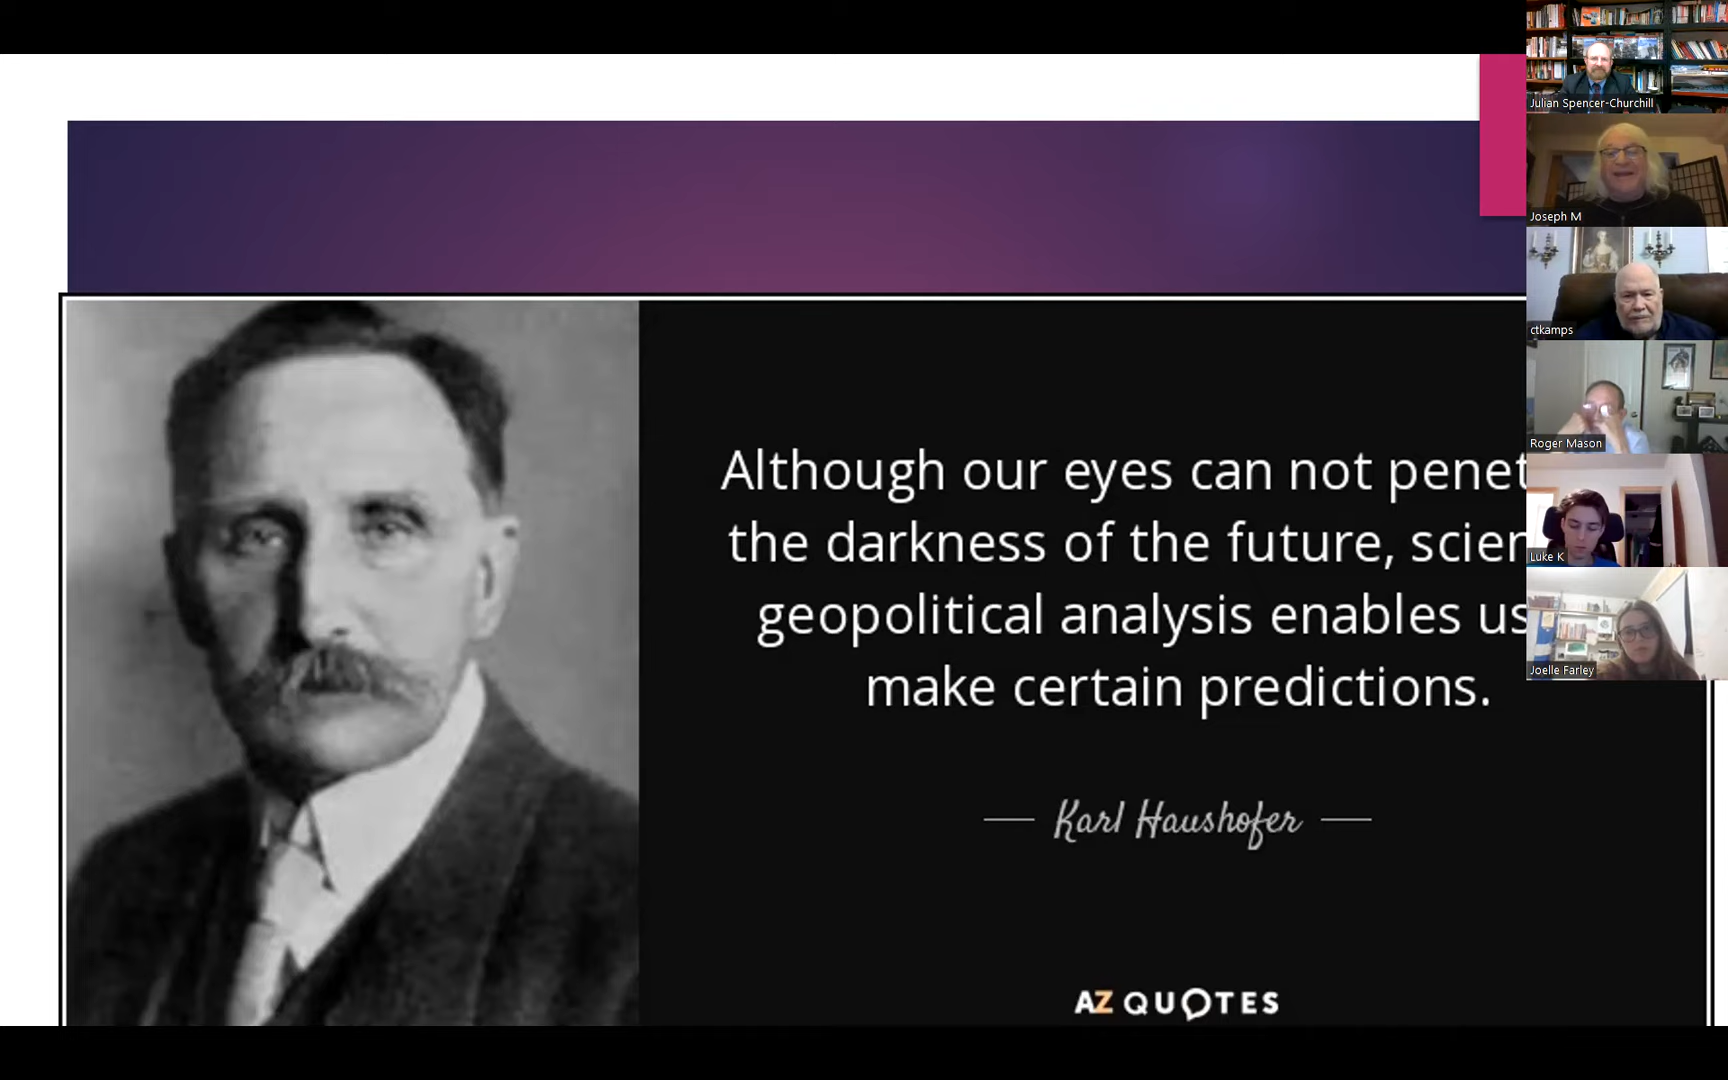 Although our eyes can not penet
the darkness of the future, scien
geopolitical analysis enables us
make certain predictions.
Karl Haushofer
AZ QUOTES
Julian Spencer-Churchill
Joseph M
ctkamps
Roger Mason
Luke K
Joelle Farley